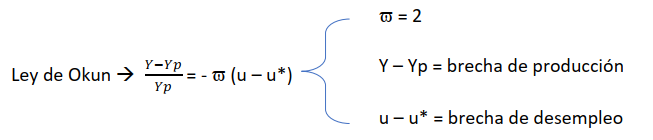 ϖ = 2
Ley de Okun → (Y−Yp)/Yp = - ϖ (u – u*)
Y – Yp = brecha de producción
u – u* = brecha de desempleo